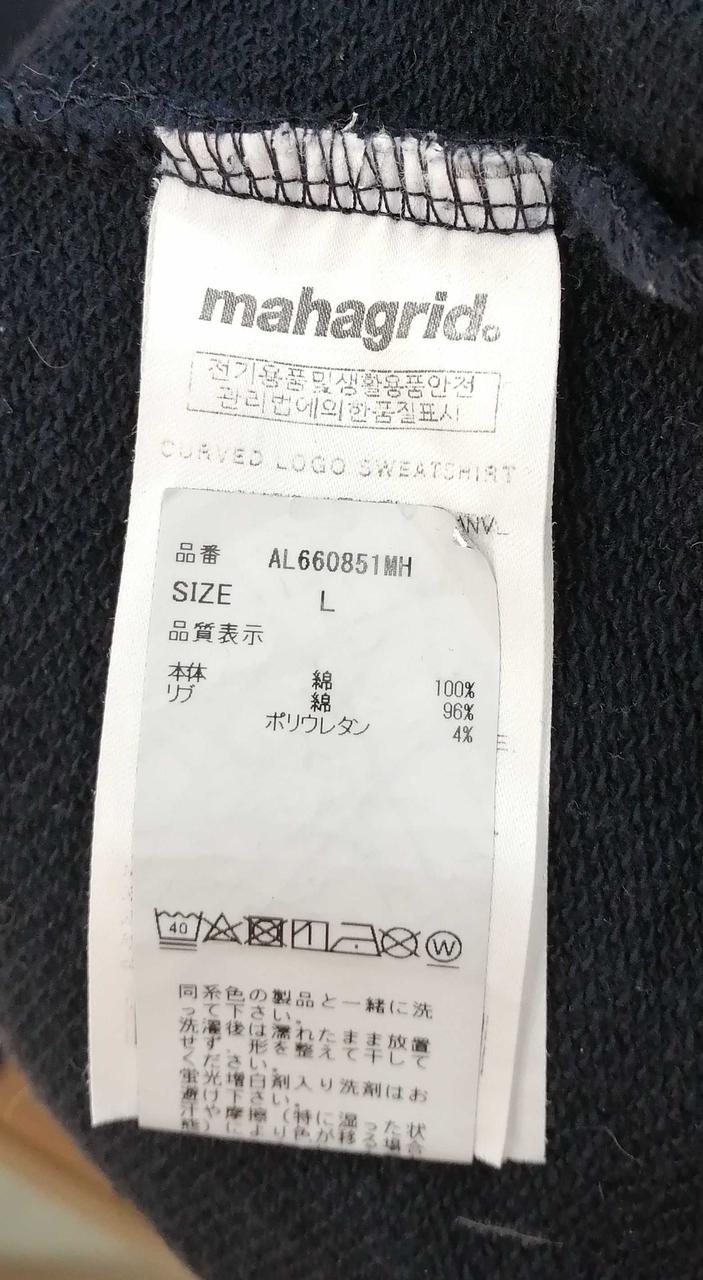 mahagrid
전기용품및생활용품안전
관리법에의한품질표시
CURVED LOGO SWEATSHIRT
品番 AL660851MH
SIZE L
品質表示
本体 綿 100%
リブ 綿 96%
ポリウレタン 4%
40
W
同系色の製品と一緒に洗
って下さい。
洗濯後は濡れたまま放置
せず、形を整えて干して
ください。
蛍光増白剤入り洗剤はお
避け下さい。
汗や摩擦(特に湿った状
態)により色が移る場合